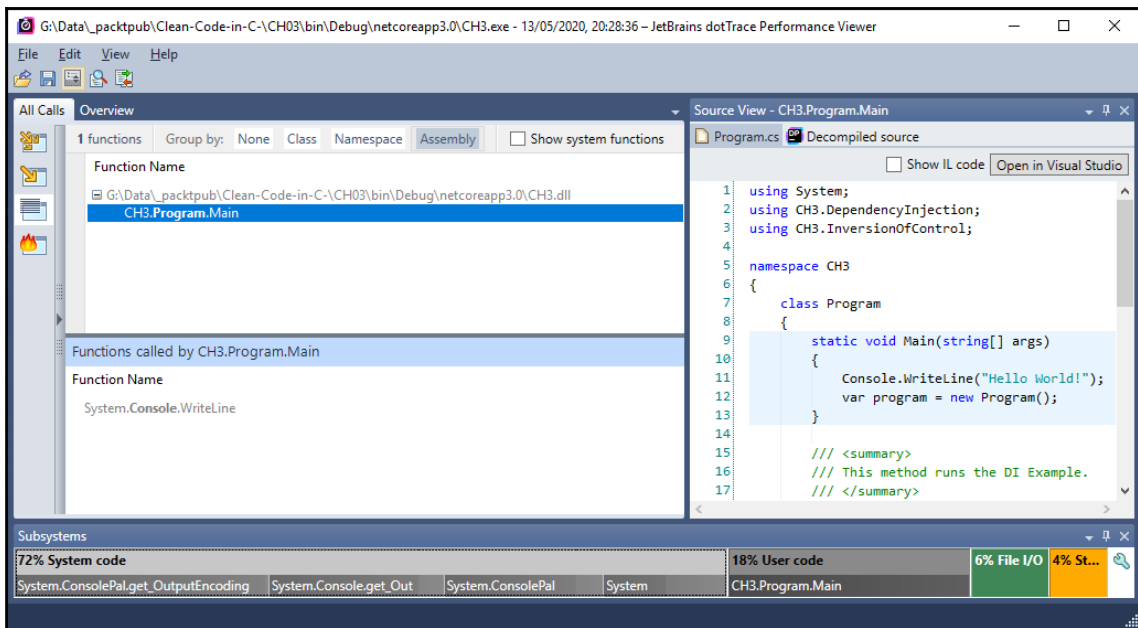 G:\Data\_packtpub\Clean-Code-in-C-\CH03\bin\Debug\netcoreapp3.0\CH3.exe - 13/05/2020, 20:28:36 – JetBrains dotTrace Performance Viewer
File Edit View Help
All Calls Overview
1 functions Group by: None Class Namespace Assembly Show system functions
Function Name
G:\Data\_packtpub\Clean-Code-in-C-\CH03\bin\Debug\netcoreapp3.0\CH3.dll
CH3.Program.Main
Functions called by CH3.Program.Main
Function Name
System.Console.WriteLine
Source View - CH3.Program.Main
Program.cs DP Decompiled source
Show IL code Open in Visual Studio
1 using System;
2 using CH3.DependencyInjection;
3 using CH3.InversionOfControl;
4
5 namespace CH3
6 {
7 class Program
8 {
9 static void Main(string[] args)
10 {
11 Console.WriteLine("Hello World!");
12 var program = new Program();
13 }
14
15 /// <summary>
16 /// This method runs the DI Example.
17 /// </summary>
Subsystems
72% System code 18% User code 6% File I/O 4% St...
System.ConsolePal.get_OutputEncoding System.Console.get_Out System.ConsolePal System CH3.Program.Main